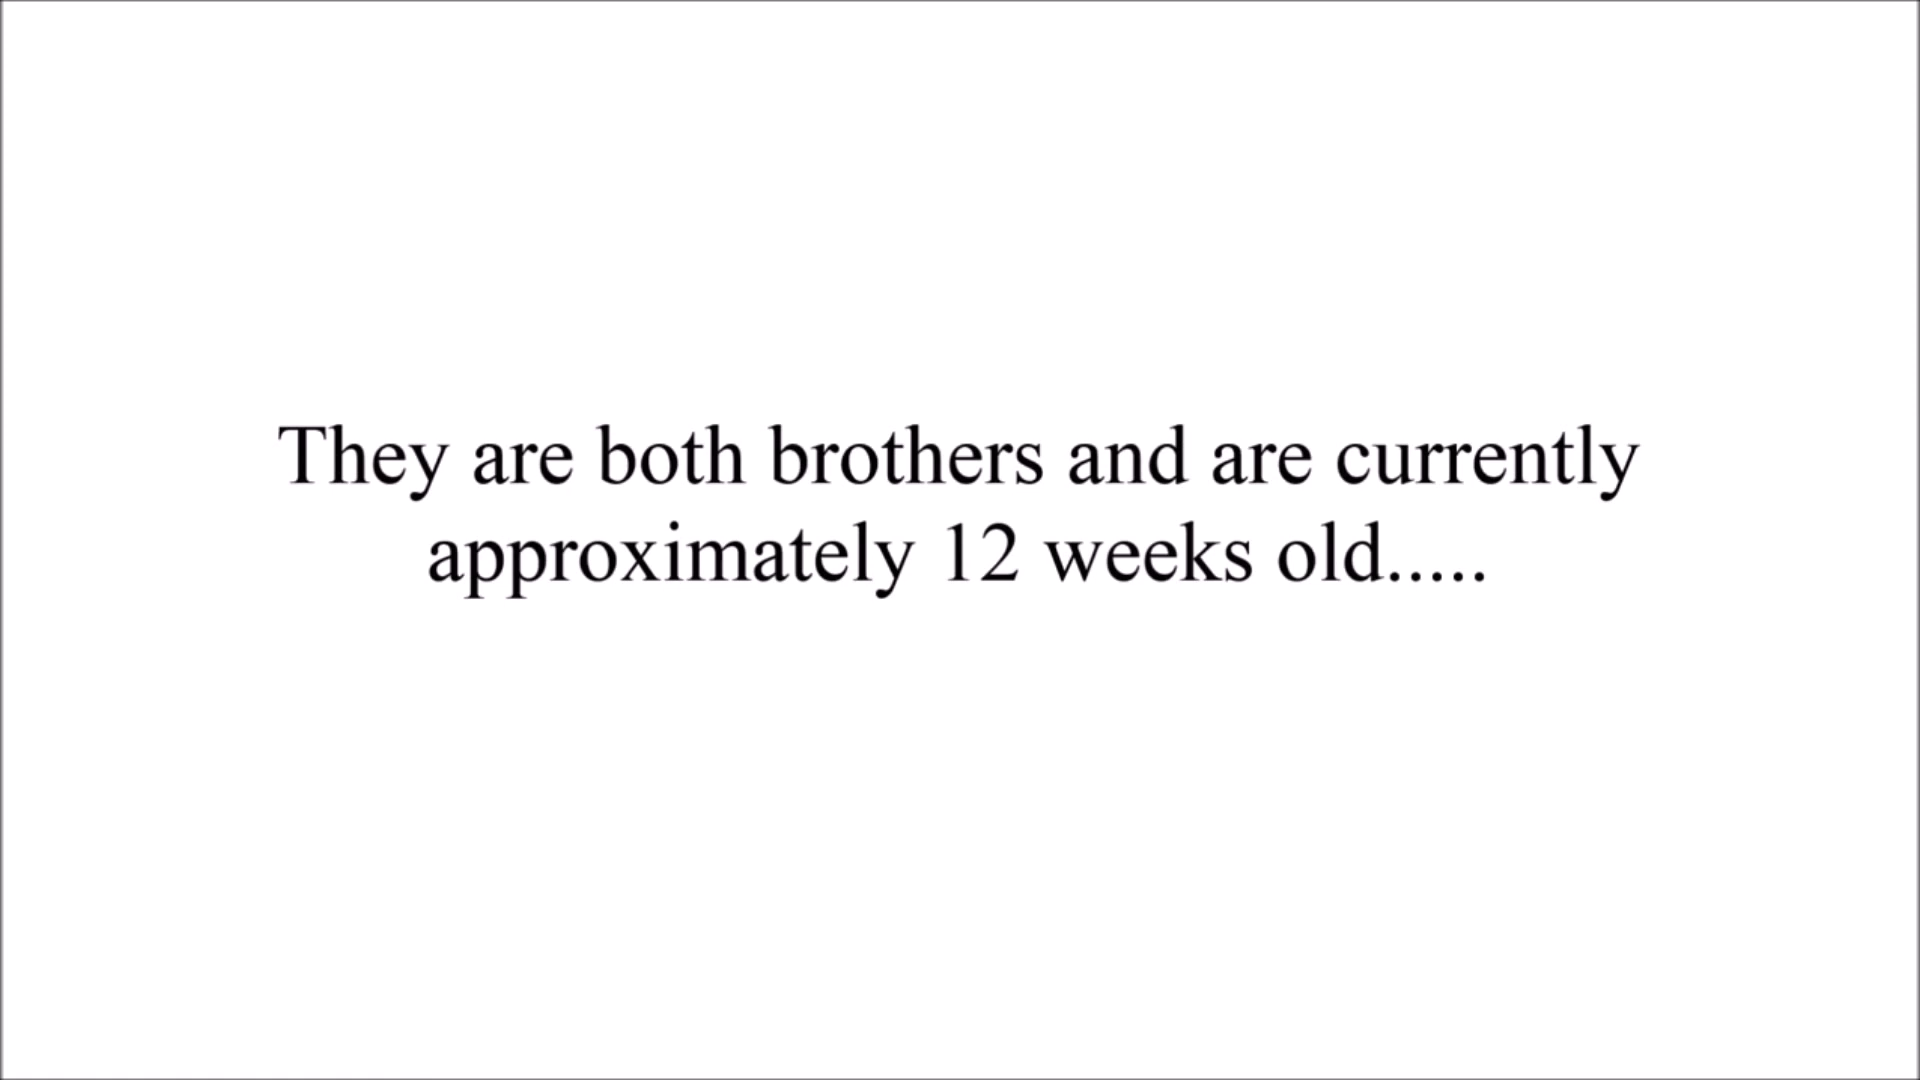 They are both brothers and are currently
approximately 12 weeks old.....